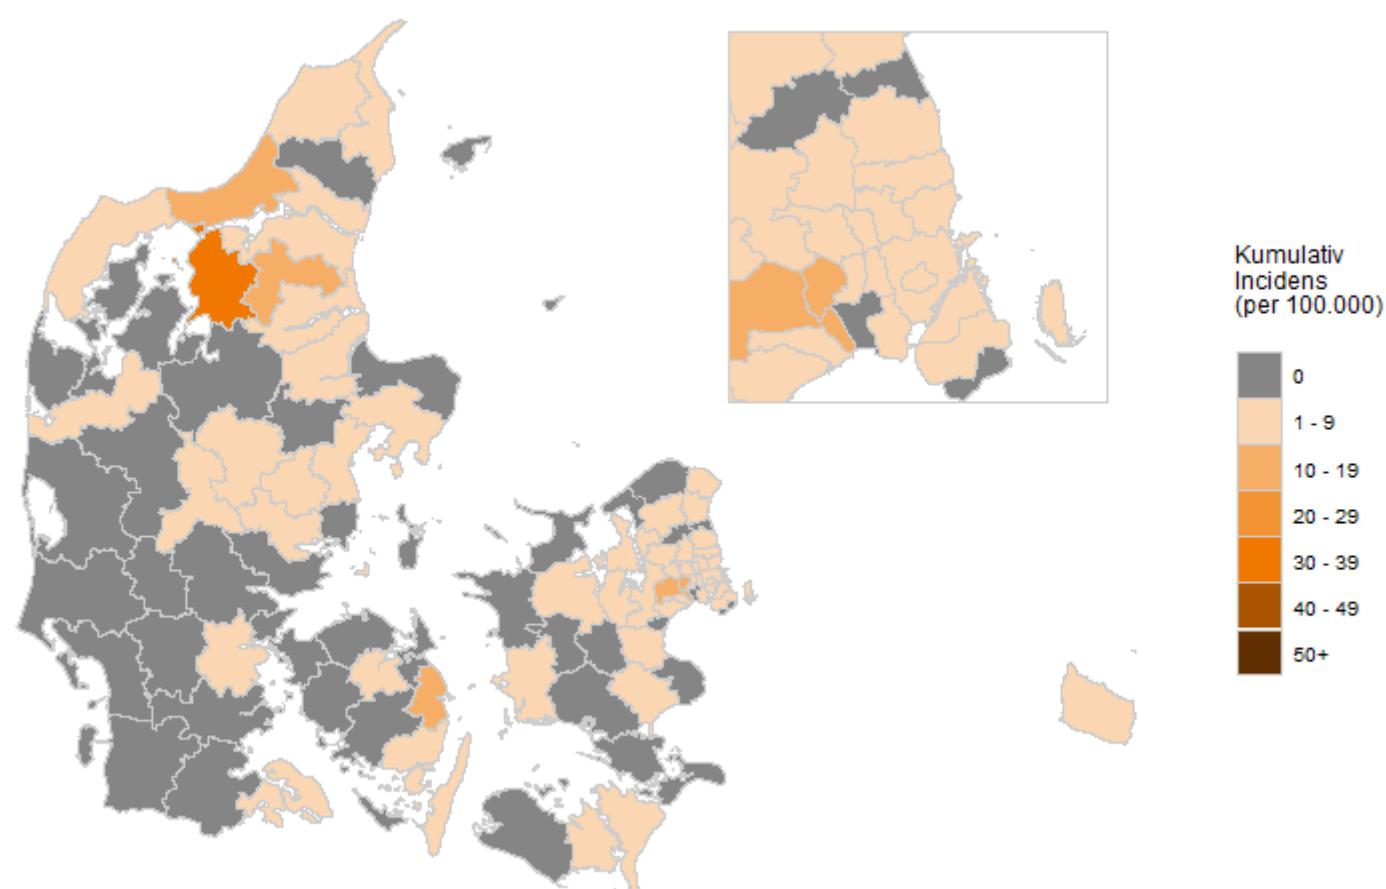 Kumulativ
Incidens
(per 100.000)
0
1 - 9
10 - 19
20 - 29
30 - 39
40 - 49
50+